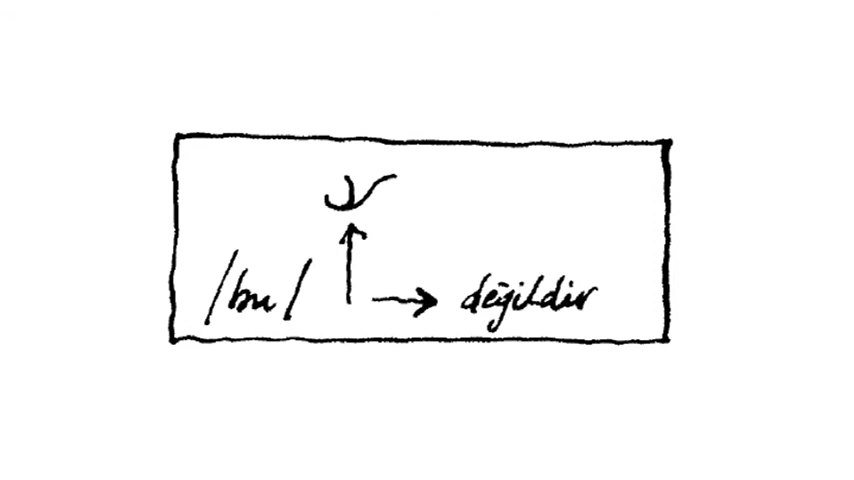 /bu/ → değildir